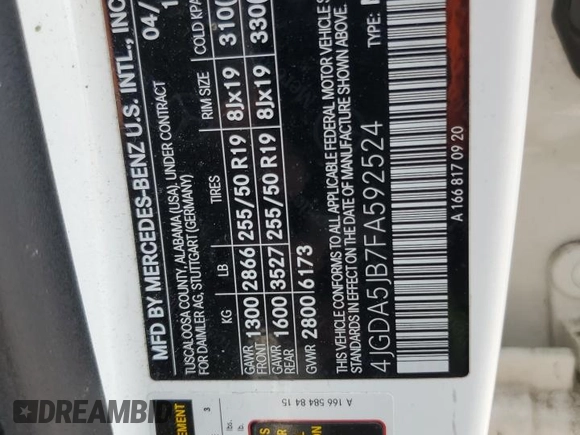 MFD BY MERCEDES-BENZ U.S. INTL., INC
TUSCALOOSA COUNTY, ALABAMA (USA), UNDER CONTRACT
FOR DAIMLER AG, STUTTGART (GERMANY)
04/
KG LB TIRES RIM SIZE COLD KPA
GAWR FRONT 1300 2866 255/50 R19 8Jx19 310(
GAWR REAR 1600 3527 255/50 R19 8Jx19 330(
GVWR 2800 6173
THIS VEHICLE CONFORMS TO ALL APPLICABLE FEDERAL MOTOR VEHICLE S
STANDARDS IN EFFECT ON THE DATE OF MANUFACTURE SHOWN ABOVE.
4JGDA5JB7FA592524 TYPE:
A 166 817 09 20
A 166 584 84 15
lbs.
DREAMBID